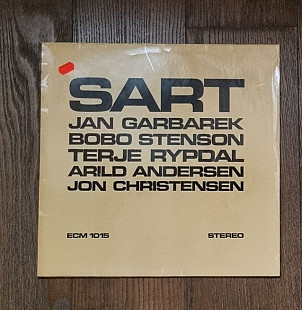 SART
JAN GARBAREK
BOBO STENSON
TERJE RYPDAL
ARILD ANDERSEN
JON CHRISTENSEN
ECM 1015 STEREO